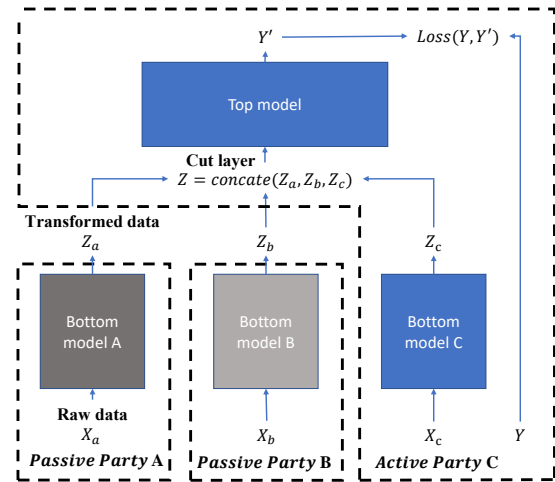 Y′
Loss(Y, Y′)
Top model
Cut layer
Z = concate(Z_a, Z_b, Z_c)
Transformed data
Z_a
Z_b
Z_c
Bottom
model A
Bottom
model B
Bottom
model C
Raw data
X_a
X_b
X_c
Y
Passive Party A
Passive Party B
Active Party C